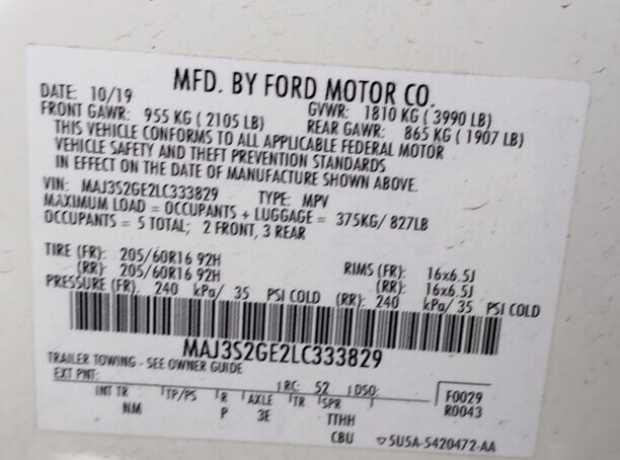 MFD. BY FORD MOTOR CO.
DATE: 10/19 GVWR: 1810 KG ( 3990 LB)
FRONT GAWR: 955 KG ( 2105 LB) REAR GAWR: 865 KG ( 1907 LB)
THIS VEHICLE CONFORMS TO ALL APPLICABLE FEDERAL MOTOR
VEHICLE SAFETY AND THEFT PREVENTION STANDARDS
IN EFFECT ON THE DATE OF MANUFACTURE SHOWN ABOVE.
VIN: MAJ3S2GE2LC333829 TYPE: MPV
MAXIMUM LOAD = OCCUPANTS + LUGGAGE = 375KG/ 827LB
OCCUPANTS = 5 TOTAL; 2 FRONT, 3 REAR
TIRE (FR): 205/60R16 92H RIMS (FR): 16x6.5J
(RR): 205/60R16 92H (RR): 16x6.5J
PRESSURE (FR): 240 kPa/ 35 PSI COLD (RR): 240 kPa/ 35 PSI COLD
MAJ3S2GE2LC333829
TRAILER TOWING - SEE OWNER GUIDE
EXT PNT: RC: 52 DSO: F0029
INT TR TP/PS R AXLE TR SPR R0043
NM P 3E TTHH
CBU 5U5A-5420472-AA